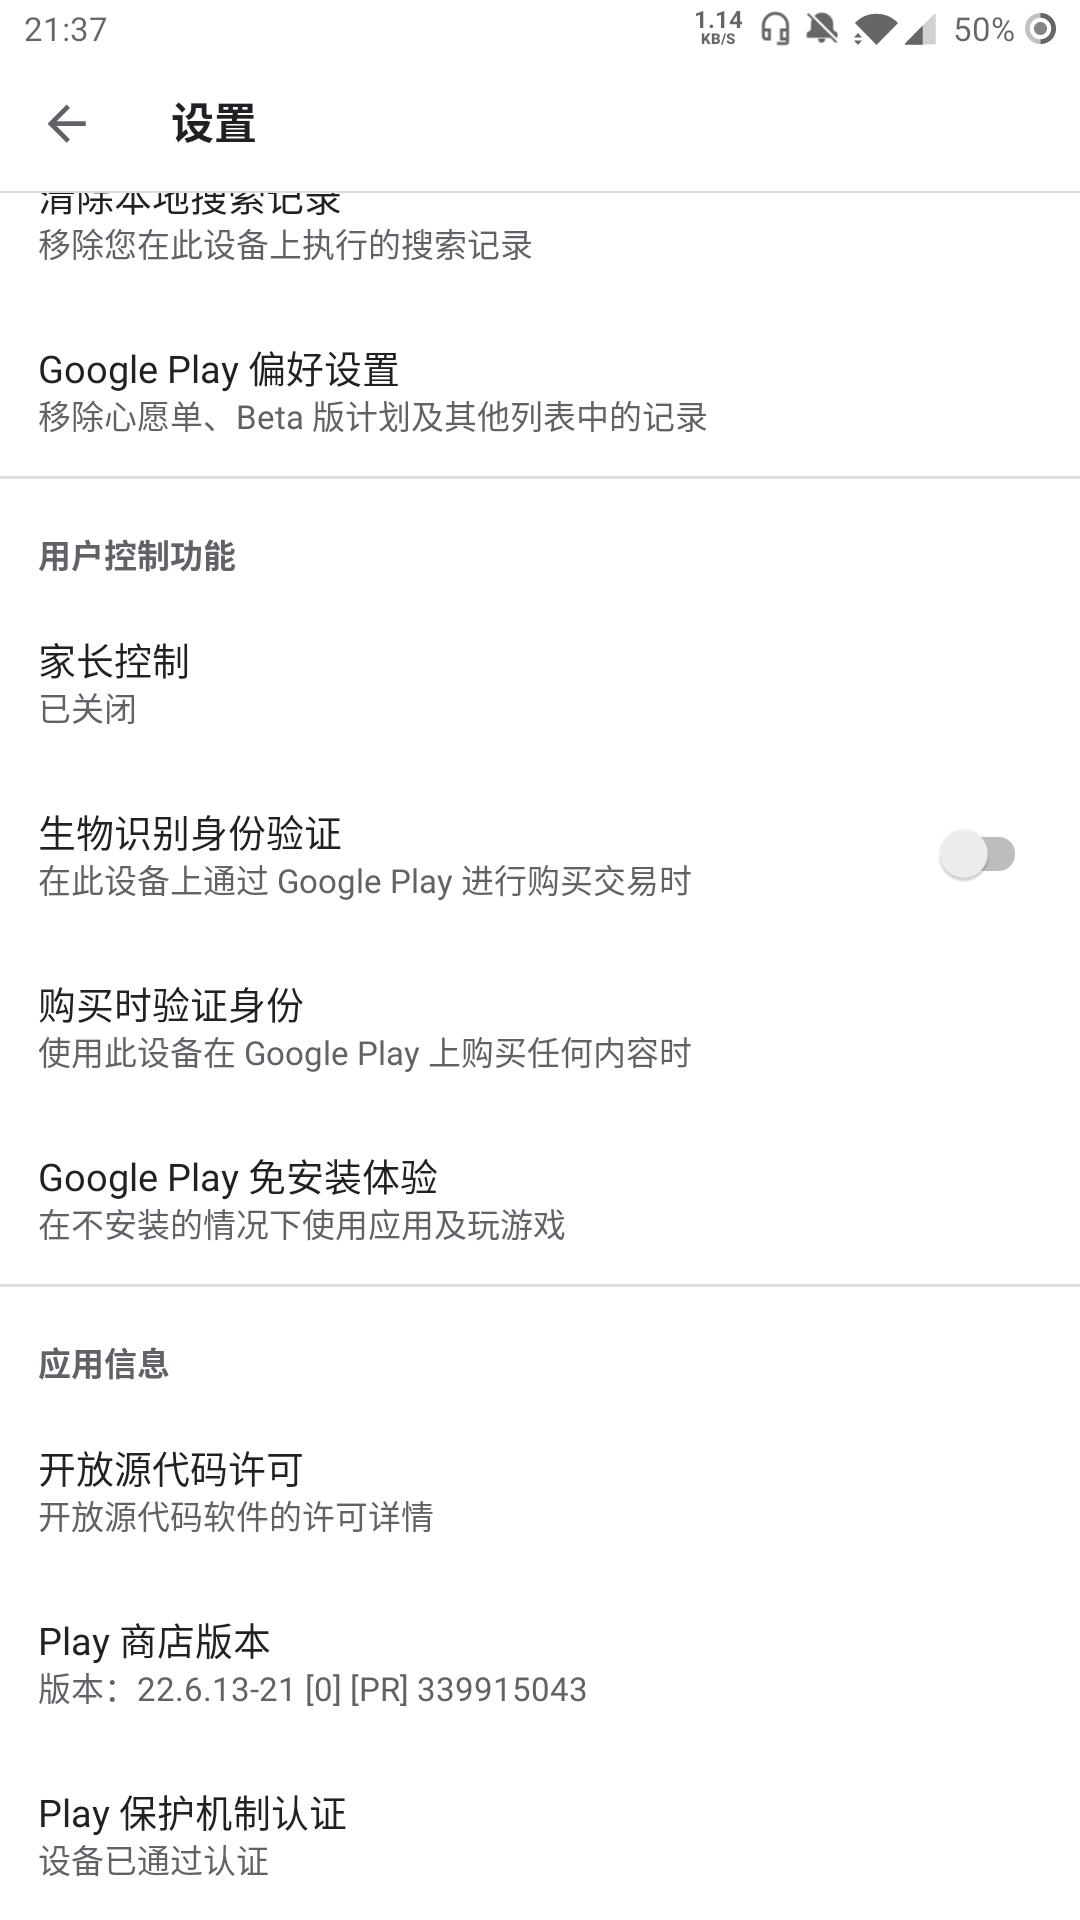 21:37
1.14
KB/S
50%
设置
清除本地搜索记录
移除您在此设备上执行的搜索记录
Google Play 偏好设置
移除心愿单、Beta 版计划及其他列表中的记录
用户控制功能
家长控制
已关闭
生物识别身份验证
在此设备上通过 Google Play 进行购买交易时
购买时验证身份
使用此设备在 Google Play 上购买任何内容时
Google Play 免安装体验
在不安装的情况下使用应用及玩游戏
应用信息
开放源代码许可
开放源代码软件的许可详情
Play 商店版本
版本：22.6.13-21 [0] [PR] 339915043
Play 保护机制认证
设备已通过认证